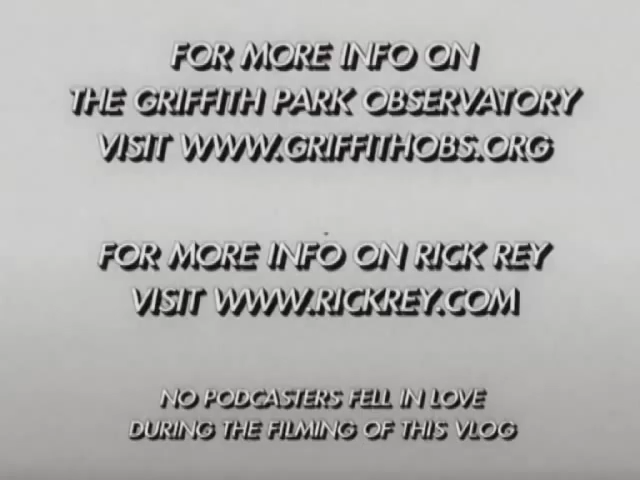 FOR MORE INFO ON
THE GRIFFITH PARK OBSERVATORY
VISIT WWW.GRIFFITHOBS.ORG
FOR MORE INFO ON RICK REY
VISIT WWW.RICKREY.COM
NO PODCASTERS FELL IN LOVE
DURING THE FILMING OF THIS VLOG